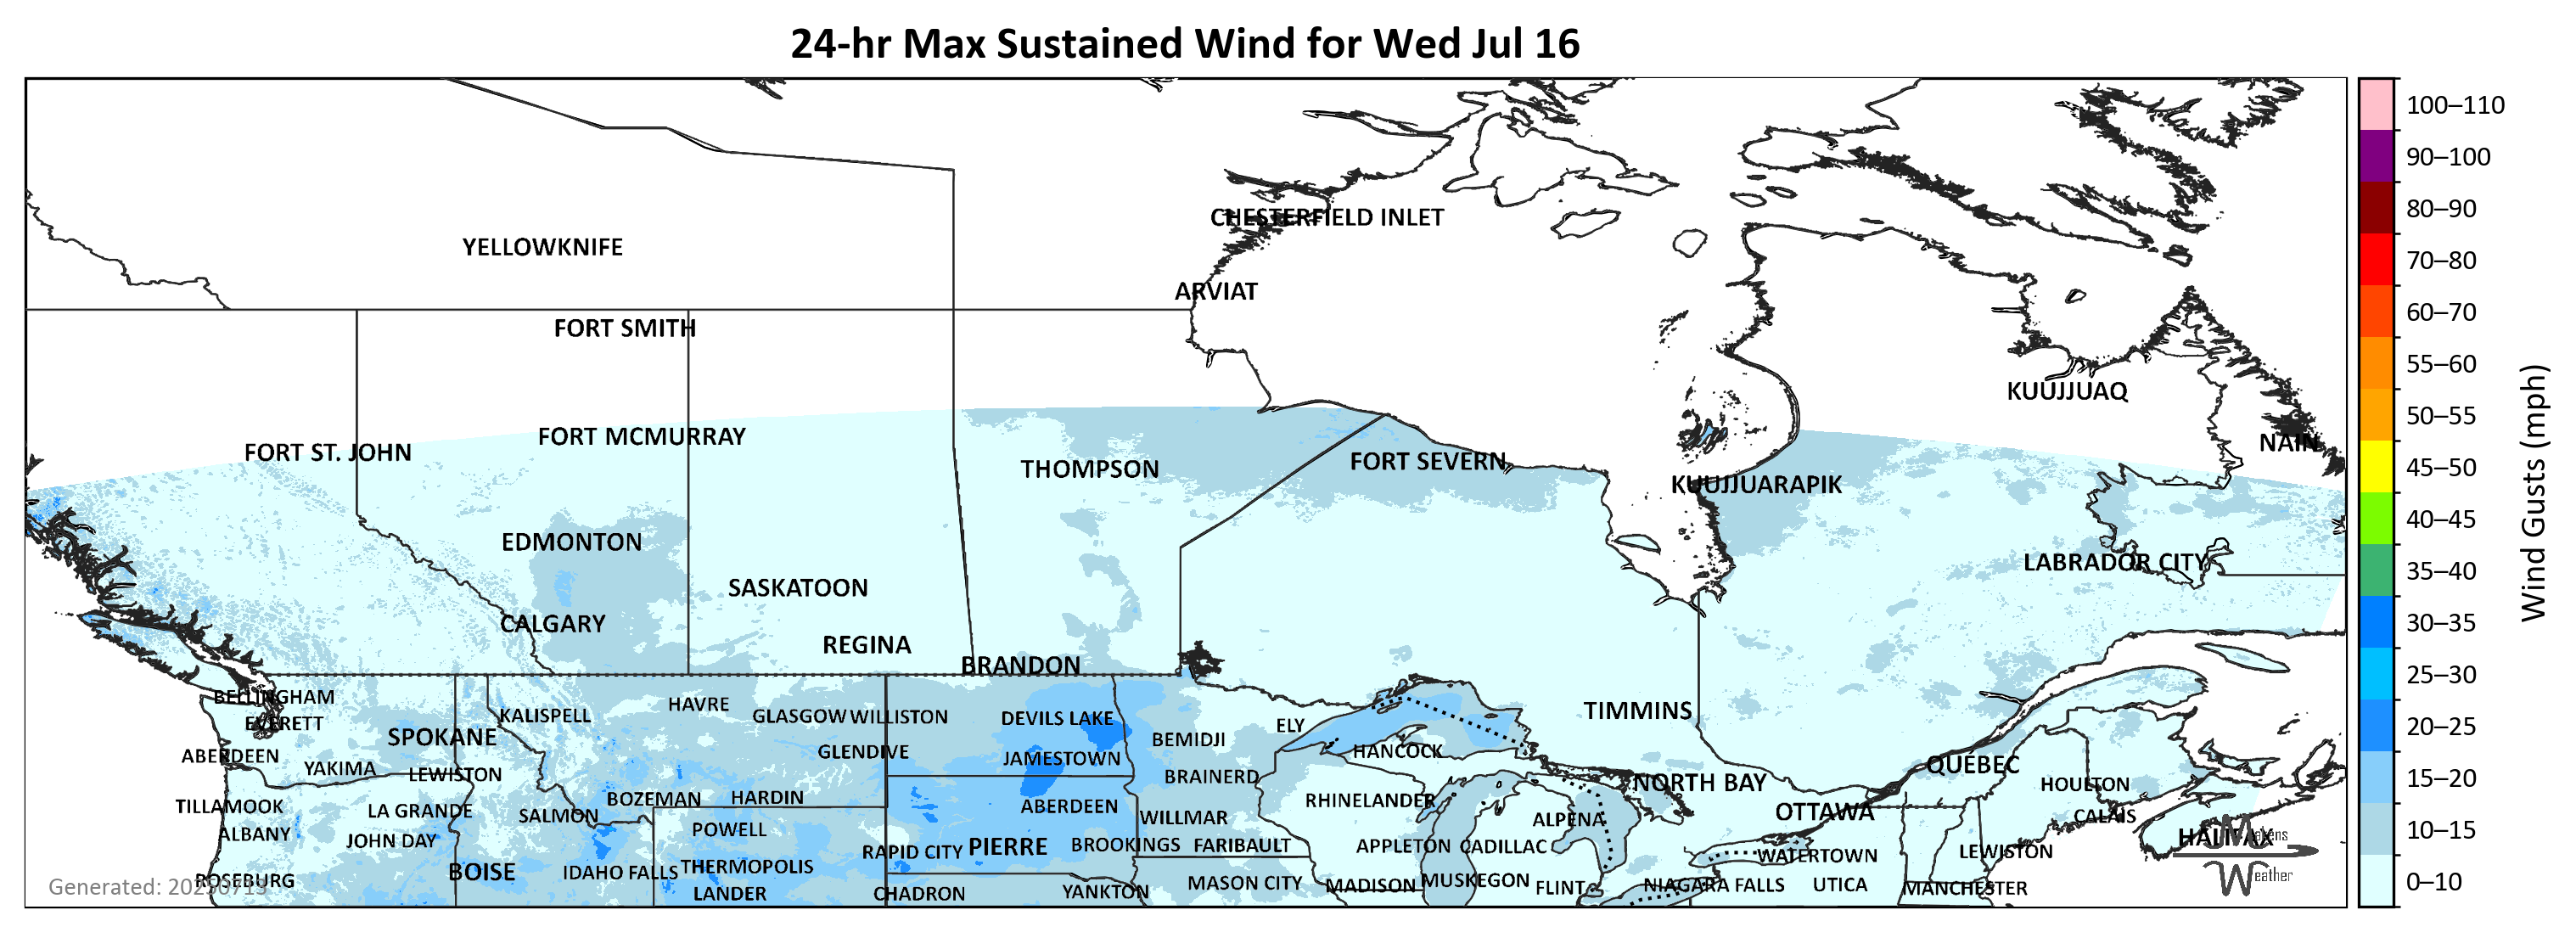 24-hr Max Sustained Wind for Wed Jul 16
CHESTERFIELD INLET
YELLOWKNIFE
ARVIAT
FORT SMITH
KUUJJUAQ
FORT MCMURRAY
NAIN
FORT ST. JOHN
FORT SEVERN
THOMPSON
KUUJJUARAPIK
EDMONTON
LABRADOR CITY
SASKATOON
CALGARY
REGINA
BRANDON
BELLINGHAM
HAVRE
TIMMINS
KALISPELL
GLASGOW WILLISTON
DEVILS LAKE
EVERETT
ELY
SPOKANE
BEMIDJI
ABERDEEN
GLENDIVE
HANCOCK
JAMESTOWN
QUÉBEC
YAKIMA
LEWISTON
BRAINERD
NORTH BAY
HOULTON
BOZEMAN
HARDIN
RHINELANDER
TILLAMOOK
LA GRANDE
SALMON
ABERDEEN
WILLMAR
ALPENA
OTTAWA
CALAIS
ALBANY
JOHN DAY
POWELL
HALIFAX
PIERRE
BROOKINGS
FARIBAULT
APPLETON
CADILLAC
RAPID CITY
LEWISTON
WATERTOWN
BOISE
IDAHO FALLS
THERMOPOLIS
ROSEBURG
LANDER
CHADRON
YANKTON
MASON CITY
MADISON
MUSKEGON
FLINT
NIAGARA FALLS
UTICA
MANCHESTER
Generated: 20250713
Makens
Weather
100–110
90–100
80–90
70–80
60–70
55–60
50–55
45–50
40–45
35–40
30–35
25–30
20–25
15–20
10–15
0–10
Wind Gusts (mph)